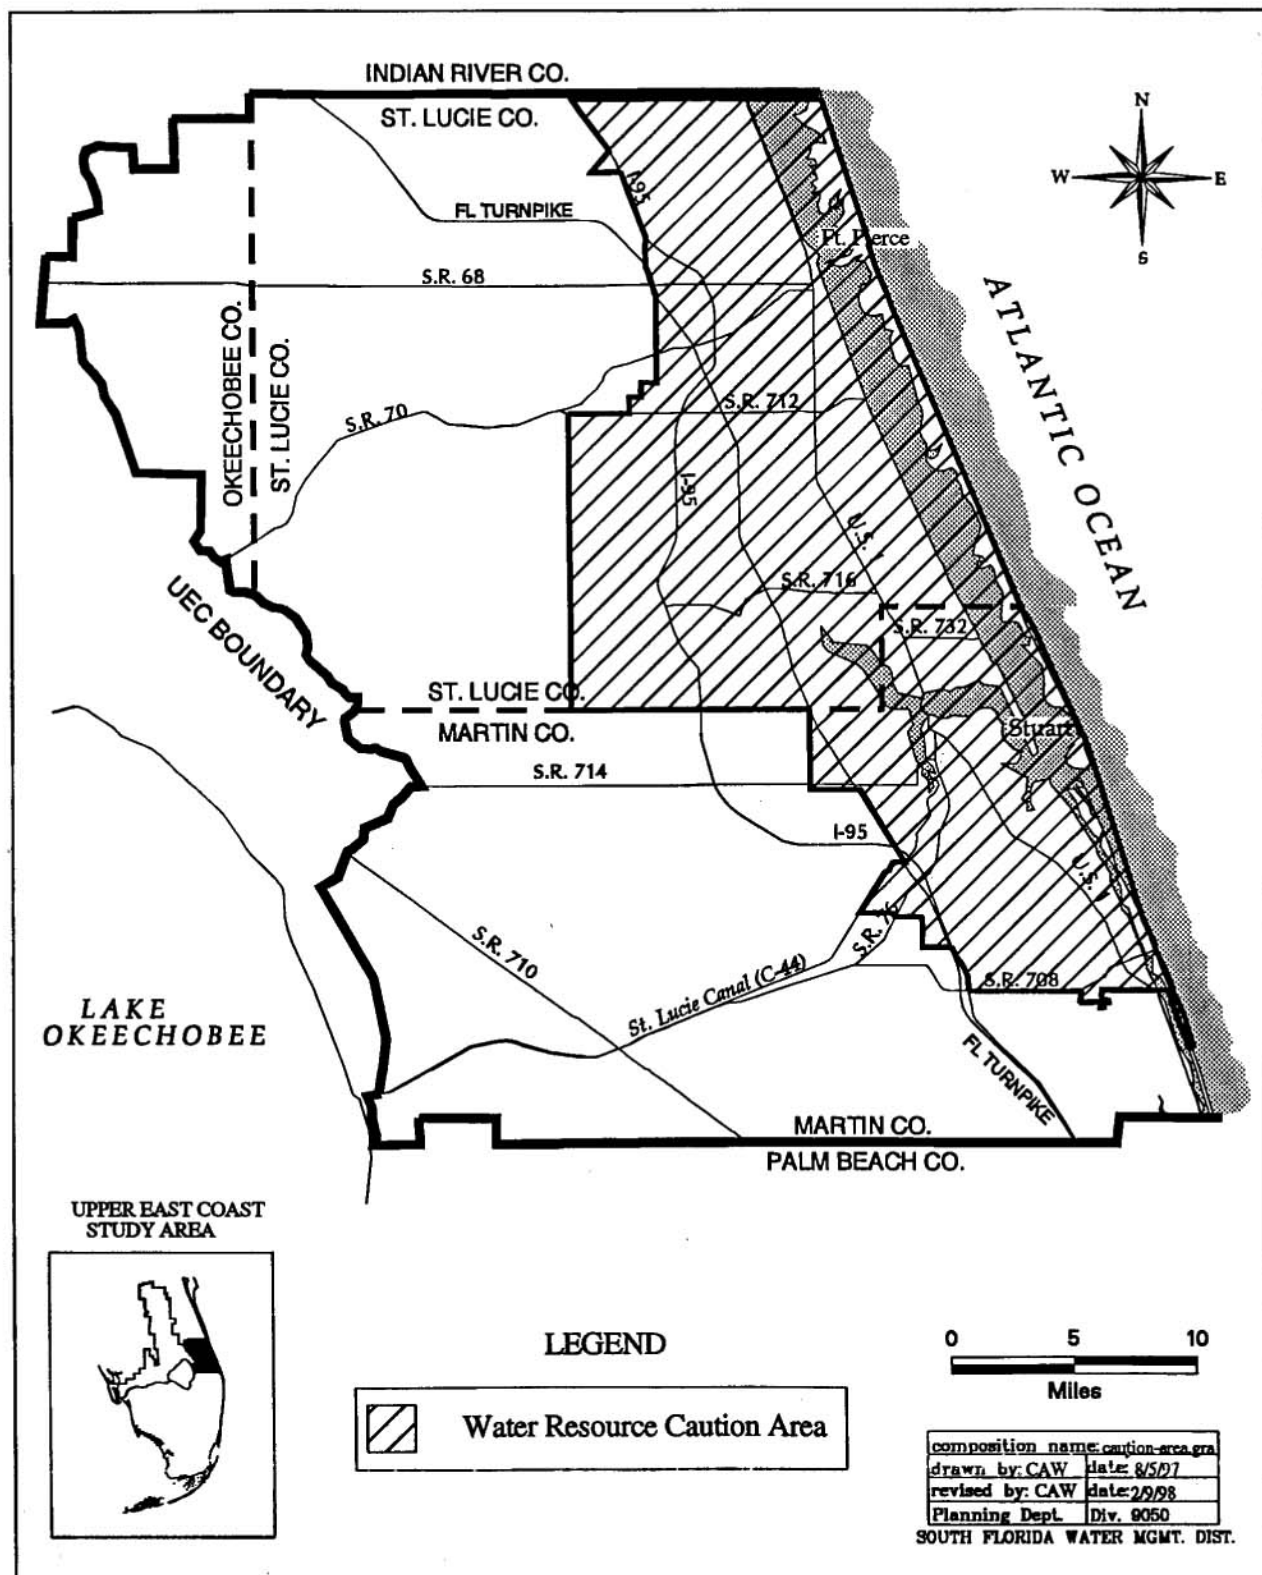 INDIAN RIVER CO.
ST. LUCIE CO.
N
W
E
S
I-95
FL TURNPIKE
Ft. Pierce
S.R. 68
ATLANTIC OCEAN
OKEECHOBEE CO.
ST. LUCIE CO.
S.R. 70
S.R. 712
I-95
U.S. 1
S.R. 716
UEC BOUNDARY
S.R. 732
ST. LUCIE CO.
MARTIN CO.
Stuart
S.R. 714
I-95
U.S. 1
S.R. 76
S.R. 710
St. Lucie Canal (C-44)
S.R. 708
LAKE
OKEECHOBEE
FL TURNPIKE
MARTIN CO.
PALM BEACH CO.
UPPER EAST COAST
STUDY AREA
LEGEND
Water Resource Caution Area
0 5 10
Miles
composition name: caution-area.gra
drawn by: CAW date: 8/5/97
revised by: CAW date: 2/9/98
Planning Dept. Div. 9050
SOUTH FLORIDA WATER MGMT. DIST.